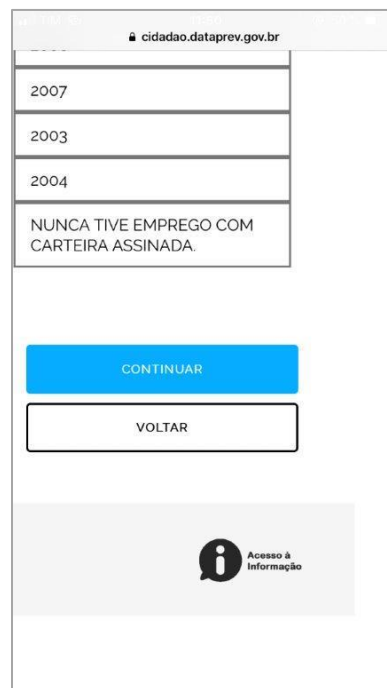 cidadao.dataprev.gov.br
2007
2003
2004
NUNCA TIVE EMPREGO COM
CARTEIRA ASSINADA.
CONTINUAR
VOLTAR
Acesso à
Informação